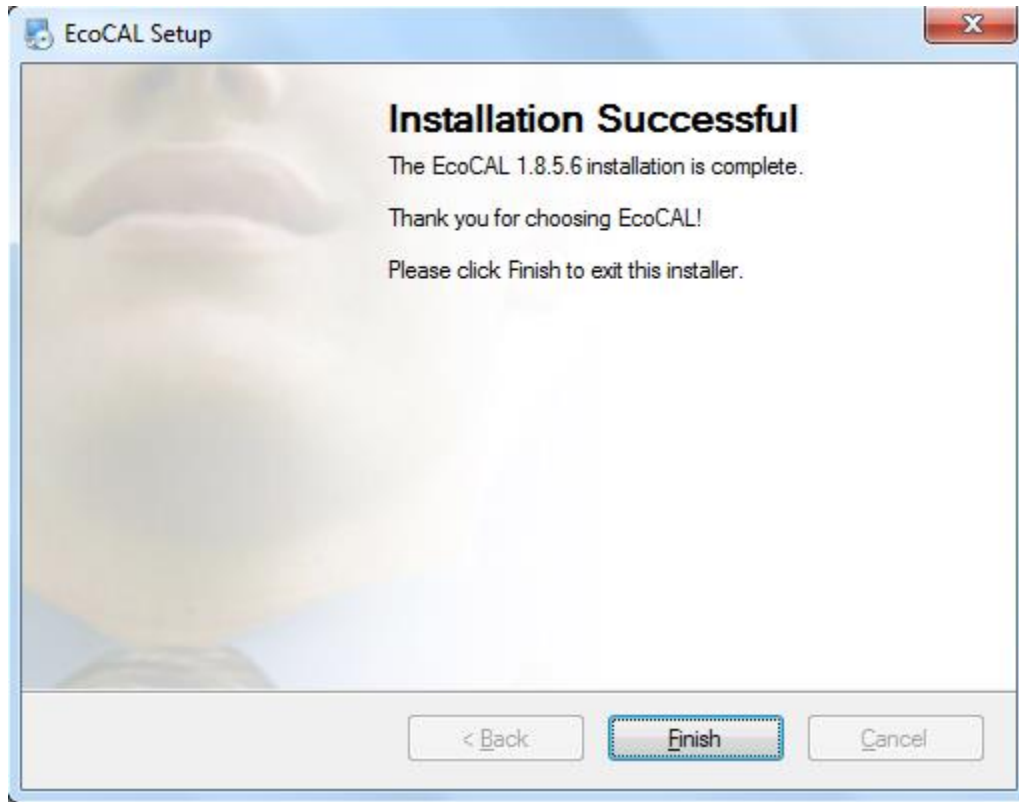 EcoCAL Setup
Installation Successful
The EcoCAL 1.8.5.6 installation is complete.
Thank you for choosing EcoCAL!
Please click Finish to exit this installer.
< Back
Finish
Cancel